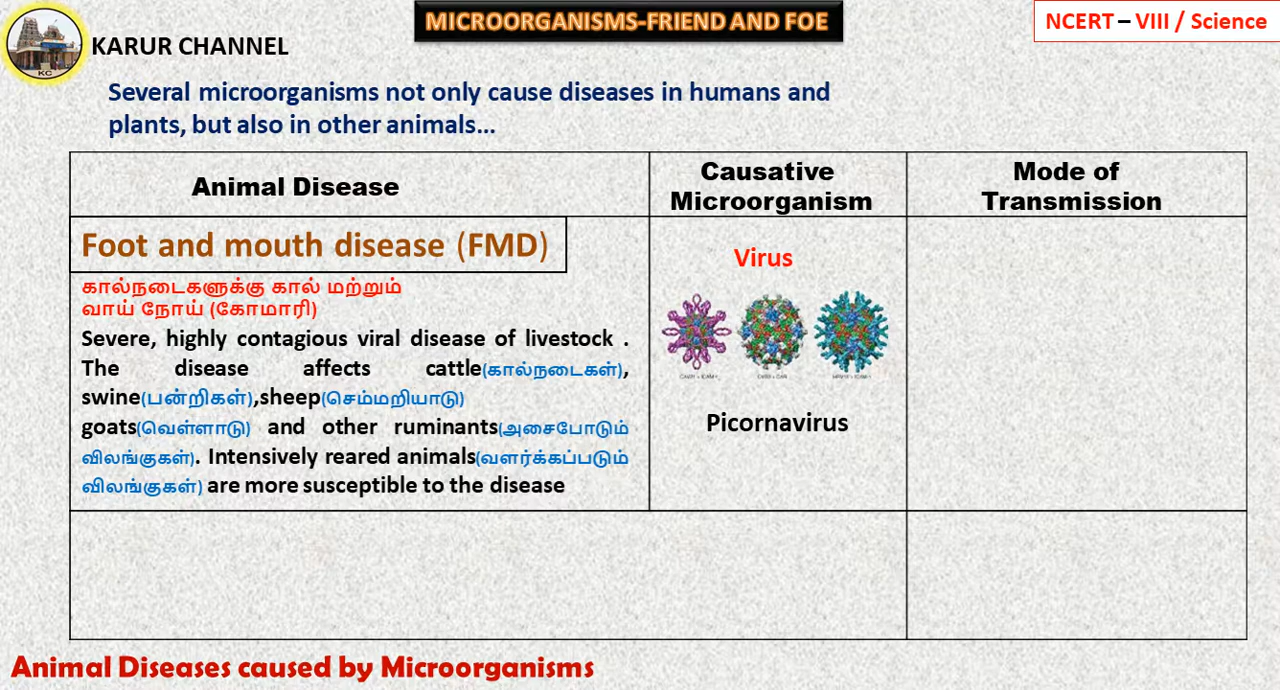 MICROORGANISMS-FRIEND AND FOE
NCERT – VIII / Science
KARUR CHANNEL
KC
Several microorganisms not only cause diseases in humans and
plants, but also in other animals...
Animal Disease
Causative
Microorganism
Mode of
Transmission
Foot and mouth disease (FMD)
கால்நடைகளுக்கு கால் மற்றும்
வாய் நோய் (கோமாரி)
Severe, highly contagious viral disease of livestock .
The disease affects cattle(கால்நடைகள்),
swine(பன்றிகள்),sheep(செம்மறியாடு)
goats(வெள்ளாடு) and other ruminants(அசைபோடும்
விலங்குகள்). Intensively reared animals(வளர்க்கப்படும்
விலங்குகள்) are more susceptible to the disease
Virus
Picornavirus
Animal Diseases caused by Microorganisms